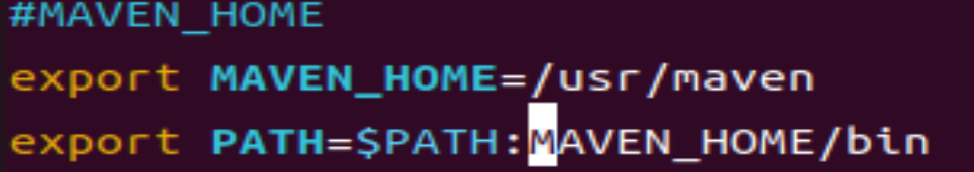 #MAVEN_HOME
export MAVEN_HOME=/usr/maven
export PATH=$PATH:MAVEN_HOME/bin